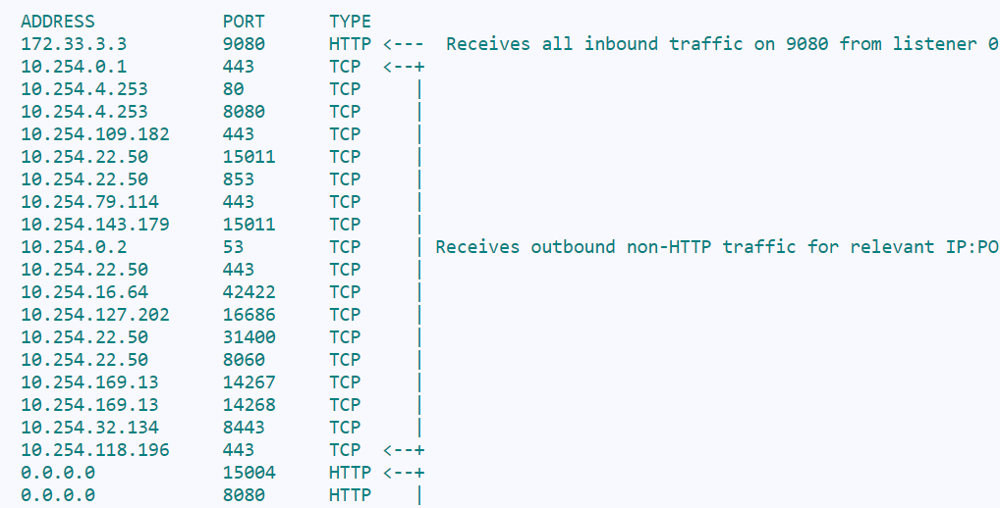 ADDRESS            PORT      TYPE
172.33.3.3         9080      HTTP <---  Receives all inbound traffic on 9080 from listener 0
10.254.0.1         443       TCP  <--+
10.254.4.253       80        TCP     |
10.254.4.253       8080      TCP     |
10.254.109.182     443       TCP     |
10.254.22.50       15011     TCP     |
10.254.22.50       853       TCP     |
10.254.79.114      443       TCP     |
10.254.143.179     15011     TCP     |
10.254.0.2         53        TCP     | Receives outbound non-HTTP traffic for relevant IP:PO
10.254.22.50       443       TCP     |
10.254.16.64       42422     TCP     |
10.254.127.202     16686     TCP     |
10.254.22.50       31400     TCP     |
10.254.22.50       8060      TCP     |
10.254.169.13      14267     TCP     |
10.254.169.13      14268     TCP     |
10.254.32.134      8443      TCP     |
10.254.118.196     443       TCP  <--+
0.0.0.0            15004     HTTP <--+
0.0.0.0            8080      HTTP    |